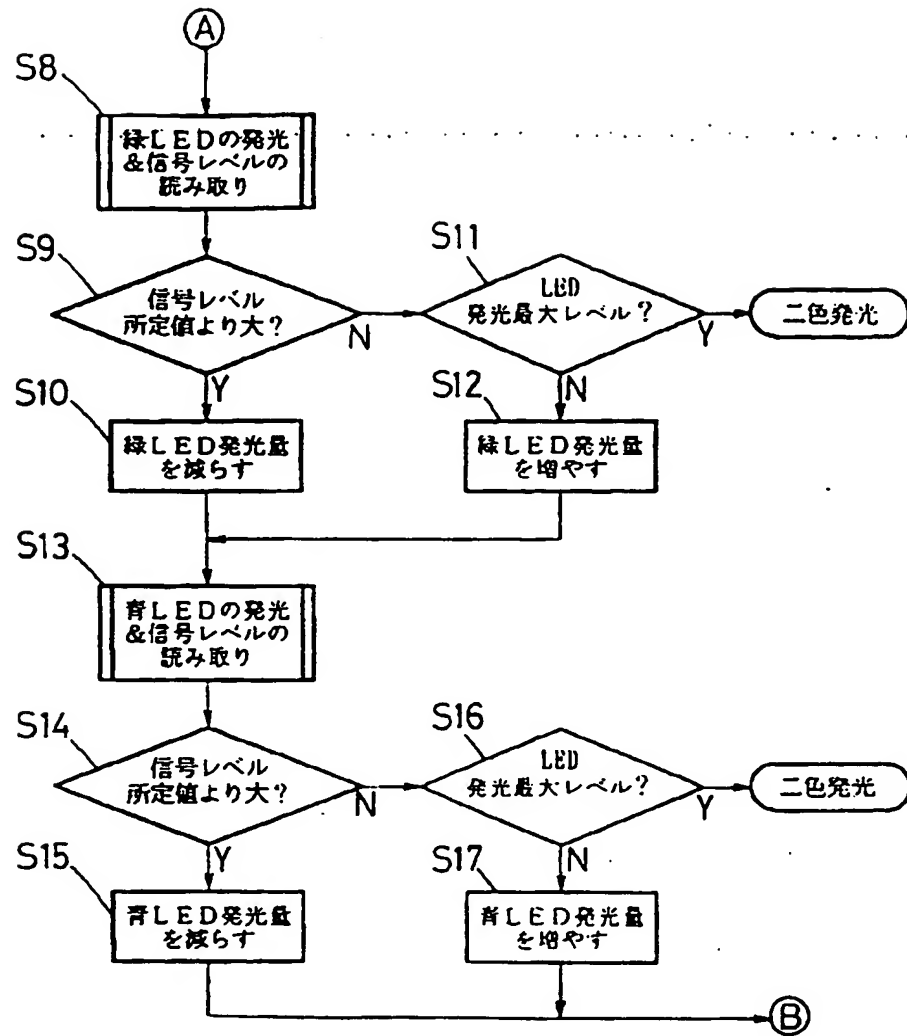 A
S8
緑LEDの発光
&信号レベルの
読み取り
S9
信号レベル
所定値より大?
N
Y
S11
LED
発光最大レベル?
Y
N
二色発光
S10
緑LED発光量
を減らす
S12
緑LED発光量
を増やす
S13
青LEDの発光
&信号レベルの
読み取り
S14
信号レベル
所定値より大?
N
Y
S16
LED
発光最大レベル?
Y
N
二色発光
S15
青LED発光量
を減らす
S17
青LED発光量
を増やす
B